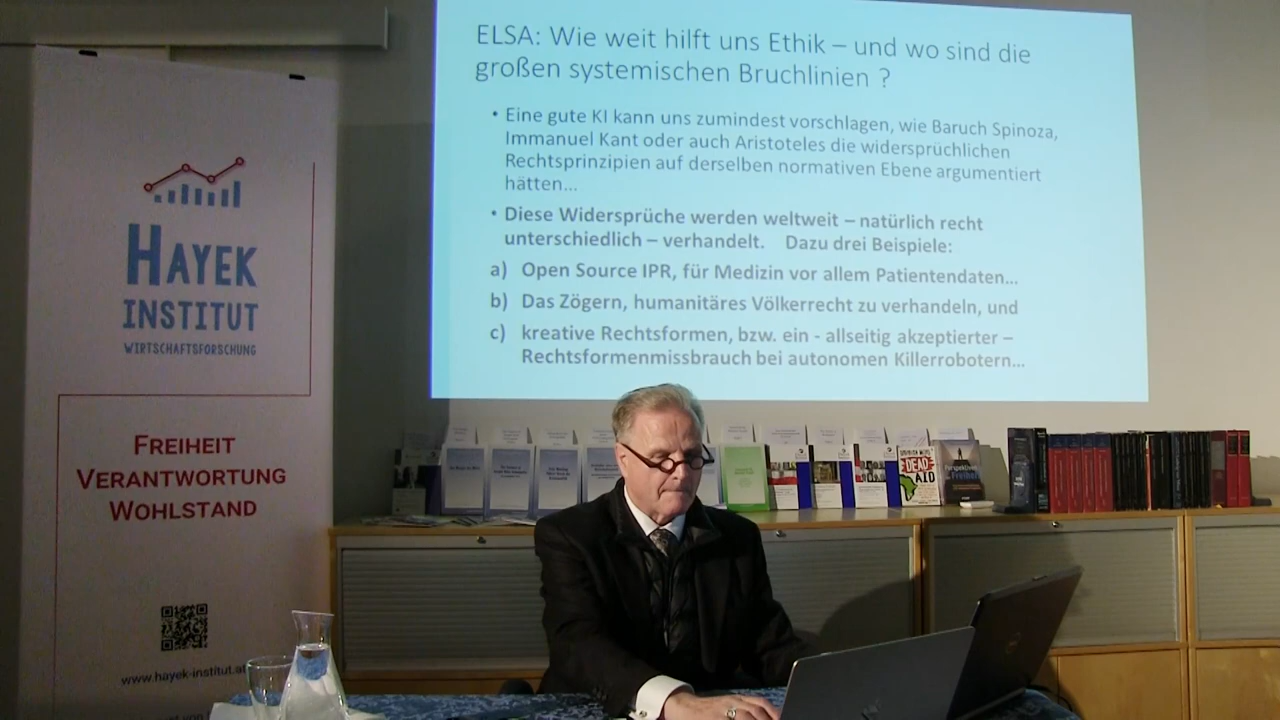 ELSA: Wie weit hilft uns Ethik – und wo sind die
großen systemischen Bruchlinien ?
• Eine gute KI kann uns zumindest vorschlagen, wie Baruch Spinoza,
Immanuel Kant oder auch Aristoteles die widersprüchlichen
Rechtsprinzipien auf derselben normativen Ebene argumentiert
hätten…
• Diese Widersprüche werden weltweit – natürlich recht
unterschiedlich – verhandelt. Dazu drei Beispiele:
a) Open Source IPR, für Medizin vor allem Patientendaten…
b) Das Zögern, humanitäres Völkerrecht zu verhandeln, und
c) kreative Rechtsformen, bzw. ein - allseitig akzeptierter –
Rechtsformenmissbrauch bei autonomen Killerrobotern…
HAYEK
INSTITUT
WIRTSCHAFTSFORSCHUNG
FREIHEIT
VERANTWORTUNG
WOHLSTAND
www.hayek-institut.at
DEAD
AID
Perspektiven